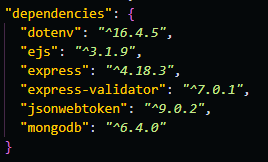 "dependencies": {
"dotenv": "^16.4.5",
"ejs": "^3.1.9",
"express": "^4.18.3",
"express-validator": "^7.0.1",
"jsonwebtoken": "^9.0.2",
"mongodb": "^6.4.0"
}